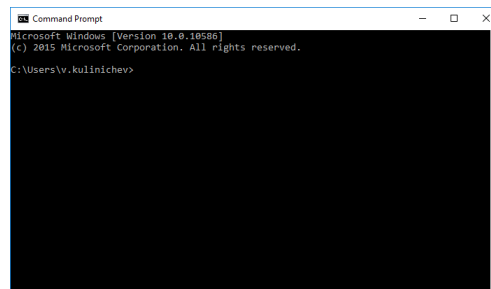 Command Prompt
Microsoft Windows [Version 10.0.10586]
(c) 2015 Microsoft Corporation. All rights reserved.
C:\Users\v.kulinichev>